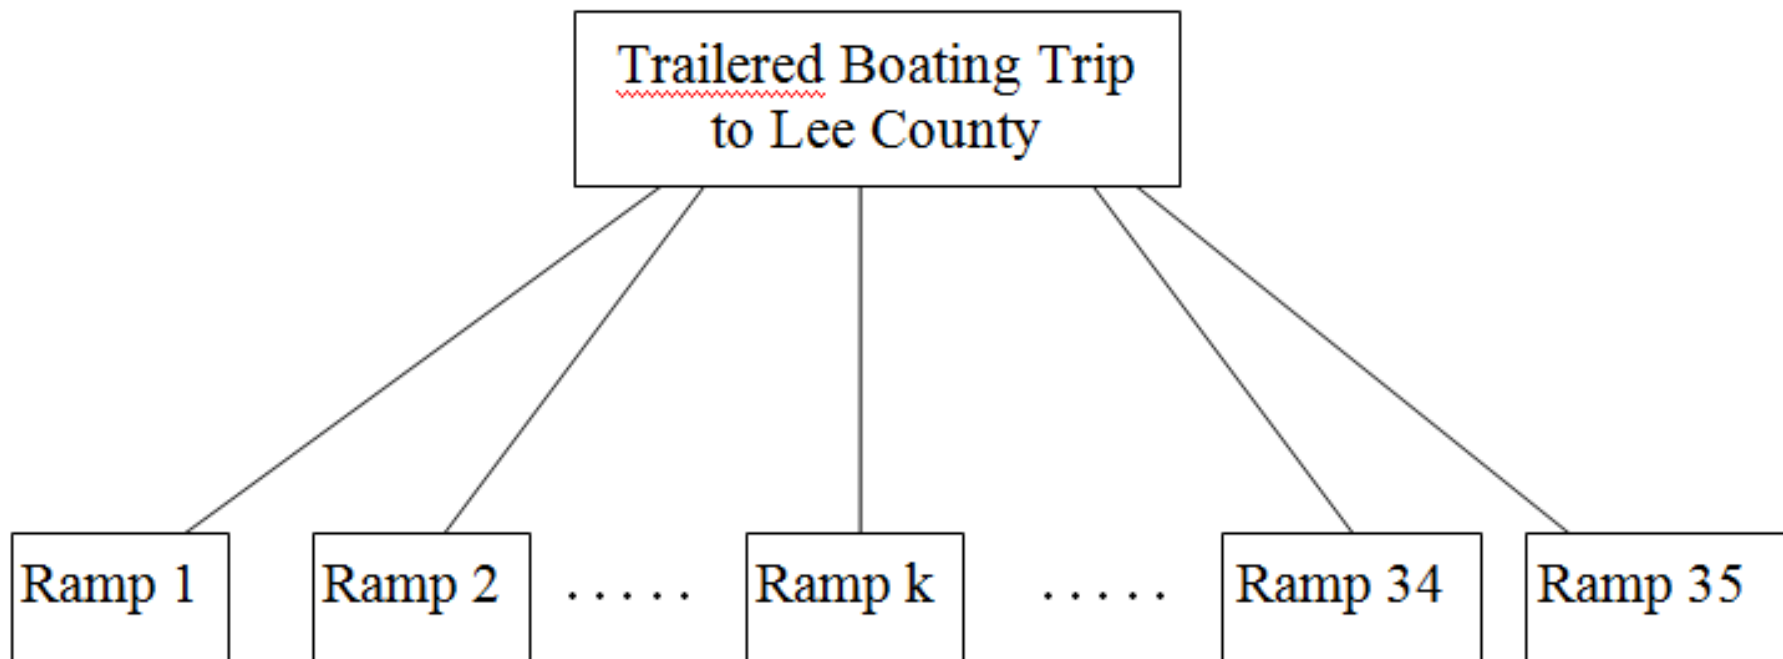 Trailered Boating Trip
to Lee County
Ramp 1 Ramp 2 ..... Ramp k ..... Ramp 34 Ramp 35